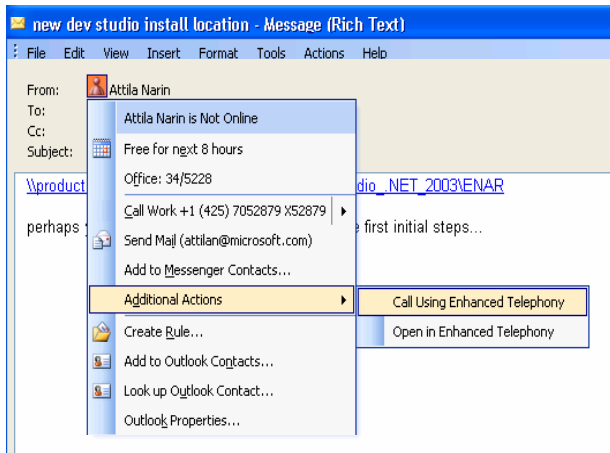 new dev studio install location - Message (Rich Text)
File Edit View Insert Format Tools Actions Help
From: Attila Narin
To:
Cc:
Subject:
Attila Narin is Not Online
Free for next 8 hours
Office: 34/5228
Call Work +1 (425) 7052879 X52879
Send Mail (attilan@microsoft.com)
Add to Messenger Contacts...
Additional Actions
Create Rule...
Add to Outlook Contacts...
Look up Outlook Contact...
Outlook Properties...
Call Using Enhanced Telephony
Open in Enhanced Telephony
\\product dio_.NET_2003\ENAR
perhaps first initial steps...